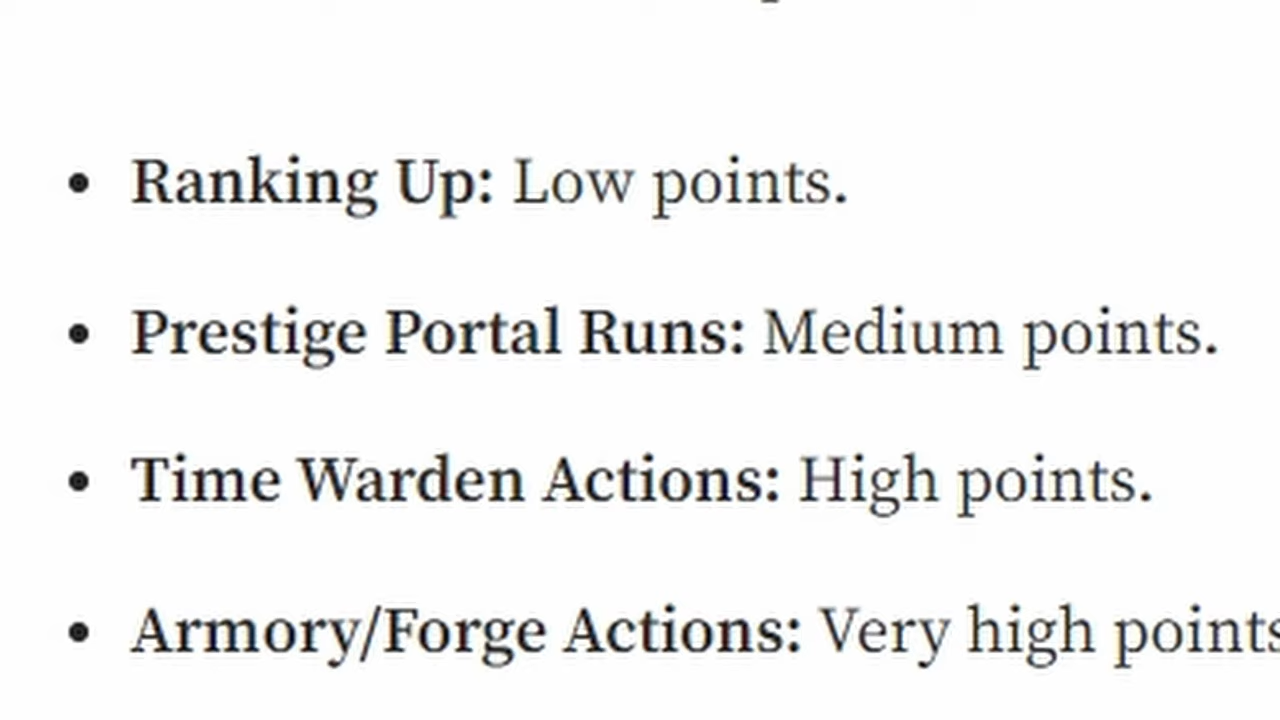 • Ranking Up: Low points.
• Prestige Portal Runs: Medium points.
• Time Warden Actions: High points.
• Armory/Forge Actions: Very high points